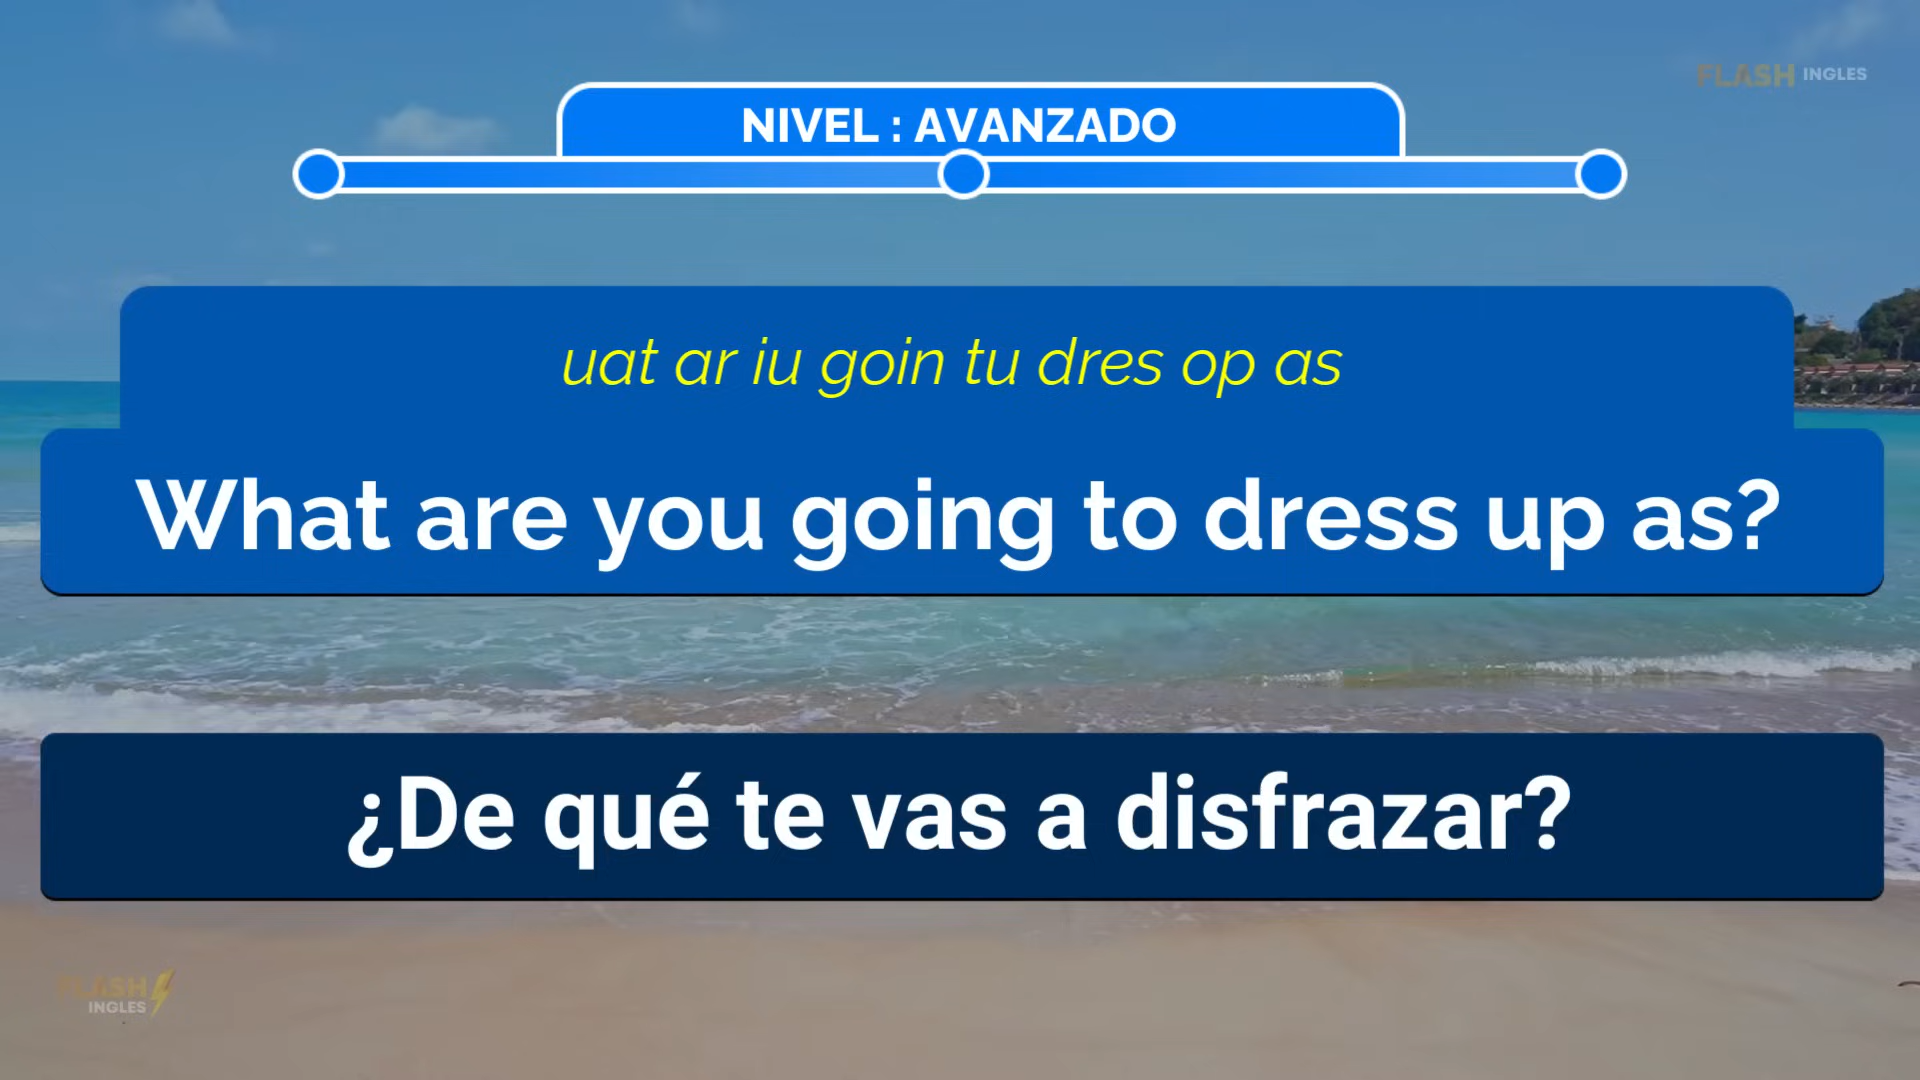 FLASH INGLES
NIVEL : AVANZADO
uat ar iu goin tu dres op as
What are you going to dress up as?
¿De qué te vas a disfrazar?
FLASH
INGLES